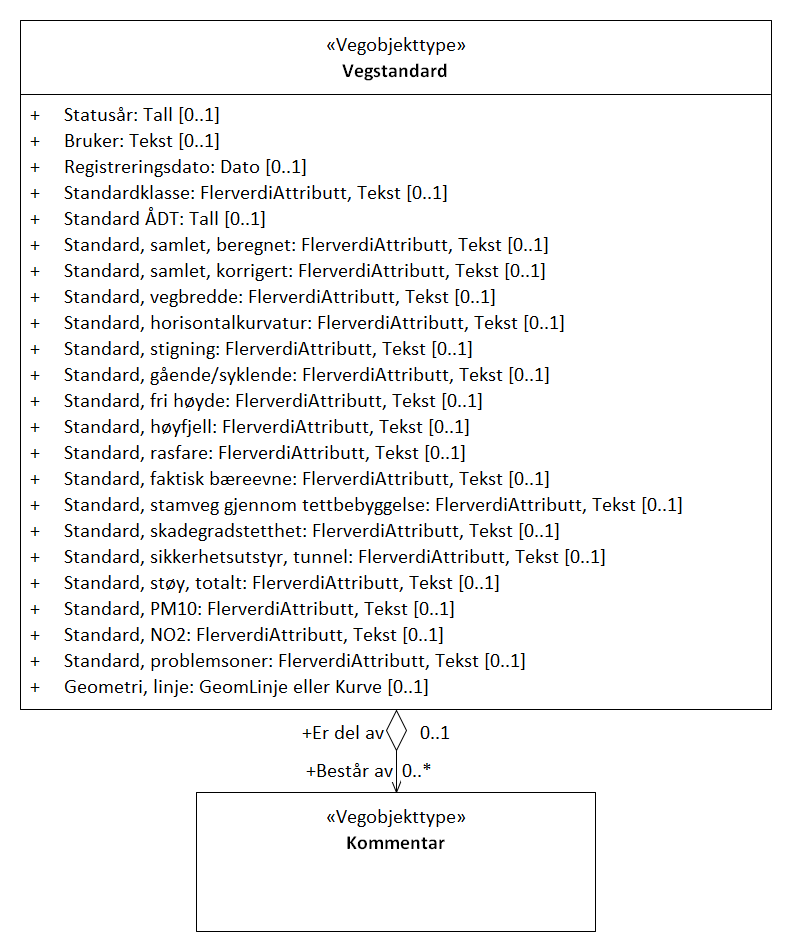 «Vegobjekttype»
Vegstandard
+ Statusår: Tall [0..1]
+ Bruker: Tekst [0..1]
+ Registreringsdato: Dato [0..1]
+ Standardklasse: FlerverdiAttributt, Tekst [0..1]
+ Standard ÅDT: Tall [0..1]
+ Standard, samlet, beregnet: FlerverdiAttributt, Tekst [0..1]
+ Standard, samlet, korrigert: FlerverdiAttributt, Tekst [0..1]
+ Standard, vegbredde: FlerverdiAttributt, Tekst [0..1]
+ Standard, horisontalkurvatur: FlerverdiAttributt, Tekst [0..1]
+ Standard, stigning: FlerverdiAttributt, Tekst [0..1]
+ Standard, gående/syklende: FlerverdiAttributt, Tekst [0..1]
+ Standard, fri høyde: FlerverdiAttributt, Tekst [0..1]
+ Standard, høyfjell: FlerverdiAttributt, Tekst [0..1]
+ Standard, rasfare: FlerverdiAttributt, Tekst [0..1]
+ Standard, faktisk bæreevne: FlerverdiAttributt, Tekst [0..1]
+ Standard, stamveg gjennom tettbebyggelse: FlerverdiAttributt, Tekst [0..1]
+ Standard, skadegradstetthet: FlerverdiAttributt, Tekst [0..1]
+ Standard, sikkerhetsutstyr, tunnel: FlerverdiAttributt, Tekst [0..1]
+ Standard, støy, totalt: FlerverdiAttributt, Tekst [0..1]
+ Standard, PM10: FlerverdiAttributt, Tekst [0..1]
+ Standard, NO2: FlerverdiAttributt, Tekst [0..1]
+ Standard, problemsoner: FlerverdiAttributt, Tekst [0..1]
+ Geometri, linje: GeomLinje eller Kurve [0..1]
+Er del av 0..1
+Består av 0..*
«Vegobjekttype»
Kommentar